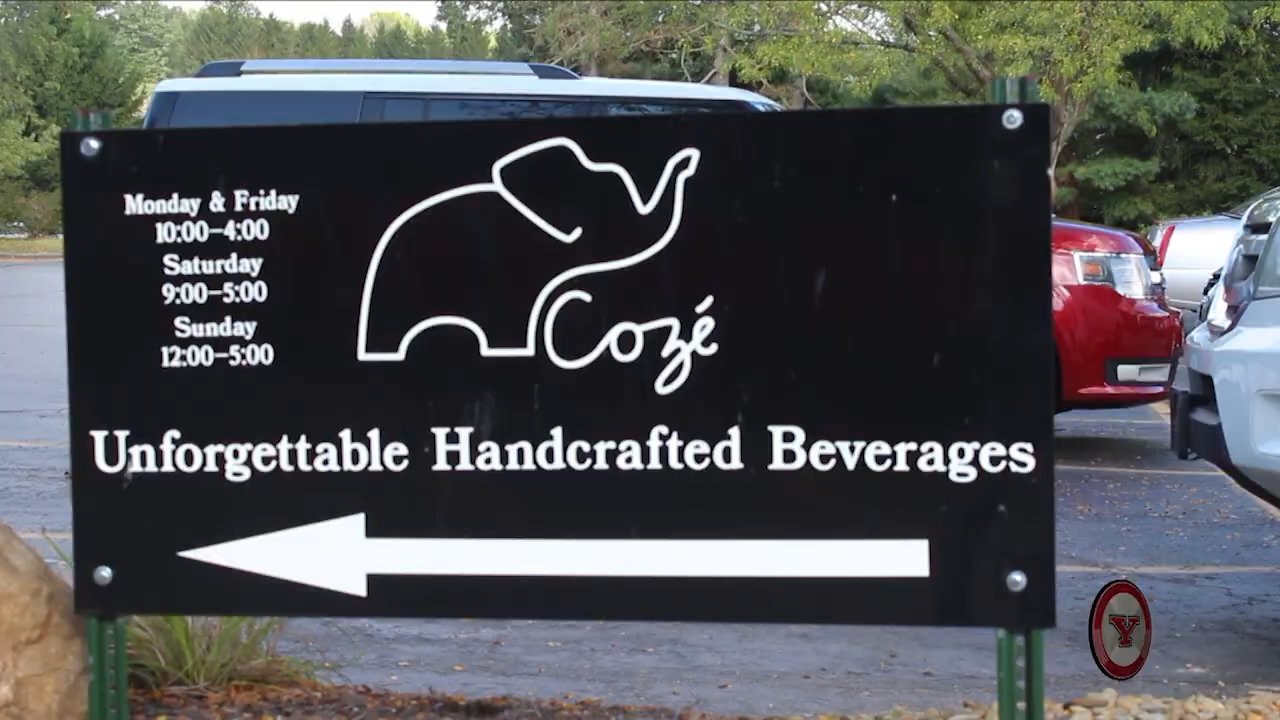 Monday & Friday
10:00-4:00
Saturday
9:00-5:00
Sunday
12:00-5:00
Cozé
Unforgettable Handcrafted Beverages
Y